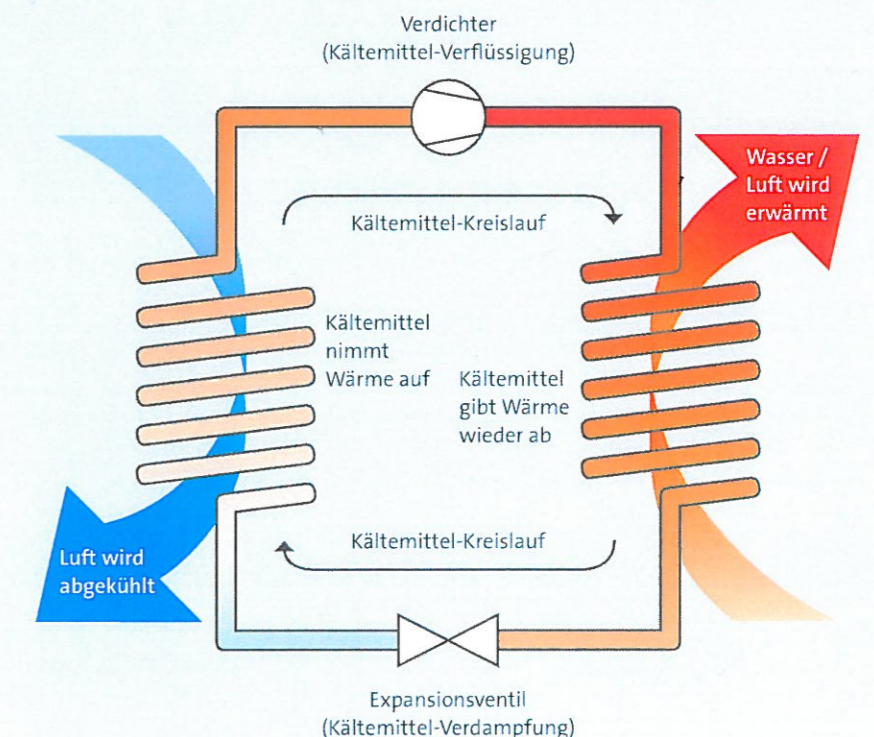 Verdichter
(Kältemittel-Verflüssigung)
Wasser /
Luft wird
erwärmt
Kältemittel-Kreislauf
Kältemittel
nimmt
Wärme auf
Kältemittel
gibt Wärme
wieder ab
Kältemittel-Kreislauf
Luft wird
abgekühlt
Expansionsventil
(Kältemittel-Verdampfung)